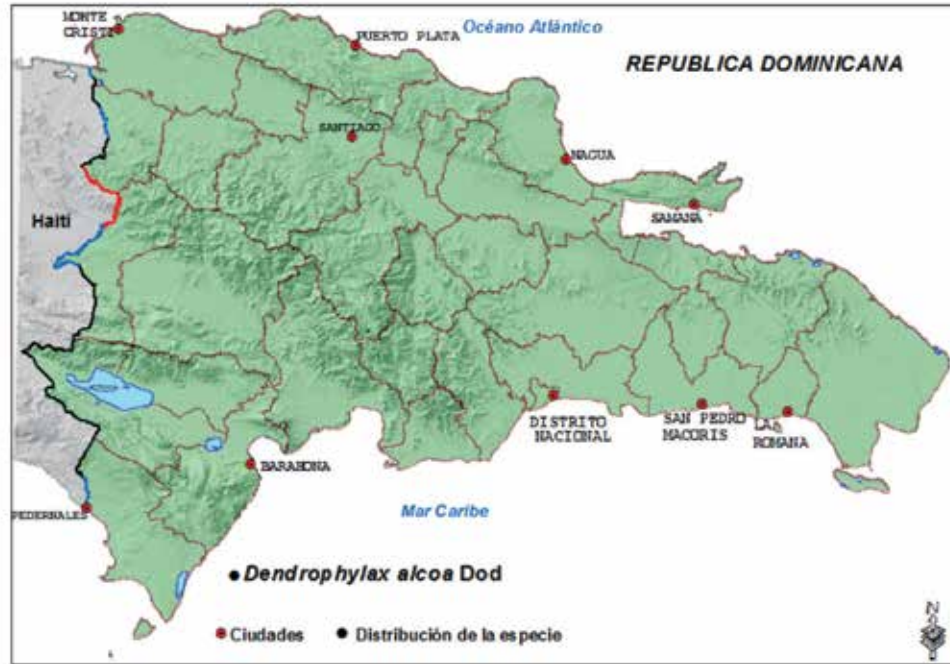 MONTE
CRISTI
PUERTO PLATA
Océano Atlántico
REPUBLICA DOMINICANA
SANTIAGO
NAGUA
SAMANA
Haití
DISTRITO
NACIONAL
SAN PEDRO
MACORIS
LA
ROMANA
BARAHONA
PEDERNALES
Mar Caribe
Dendrophylax alcoa Dod
Ciudades
Distribución de la especie
N